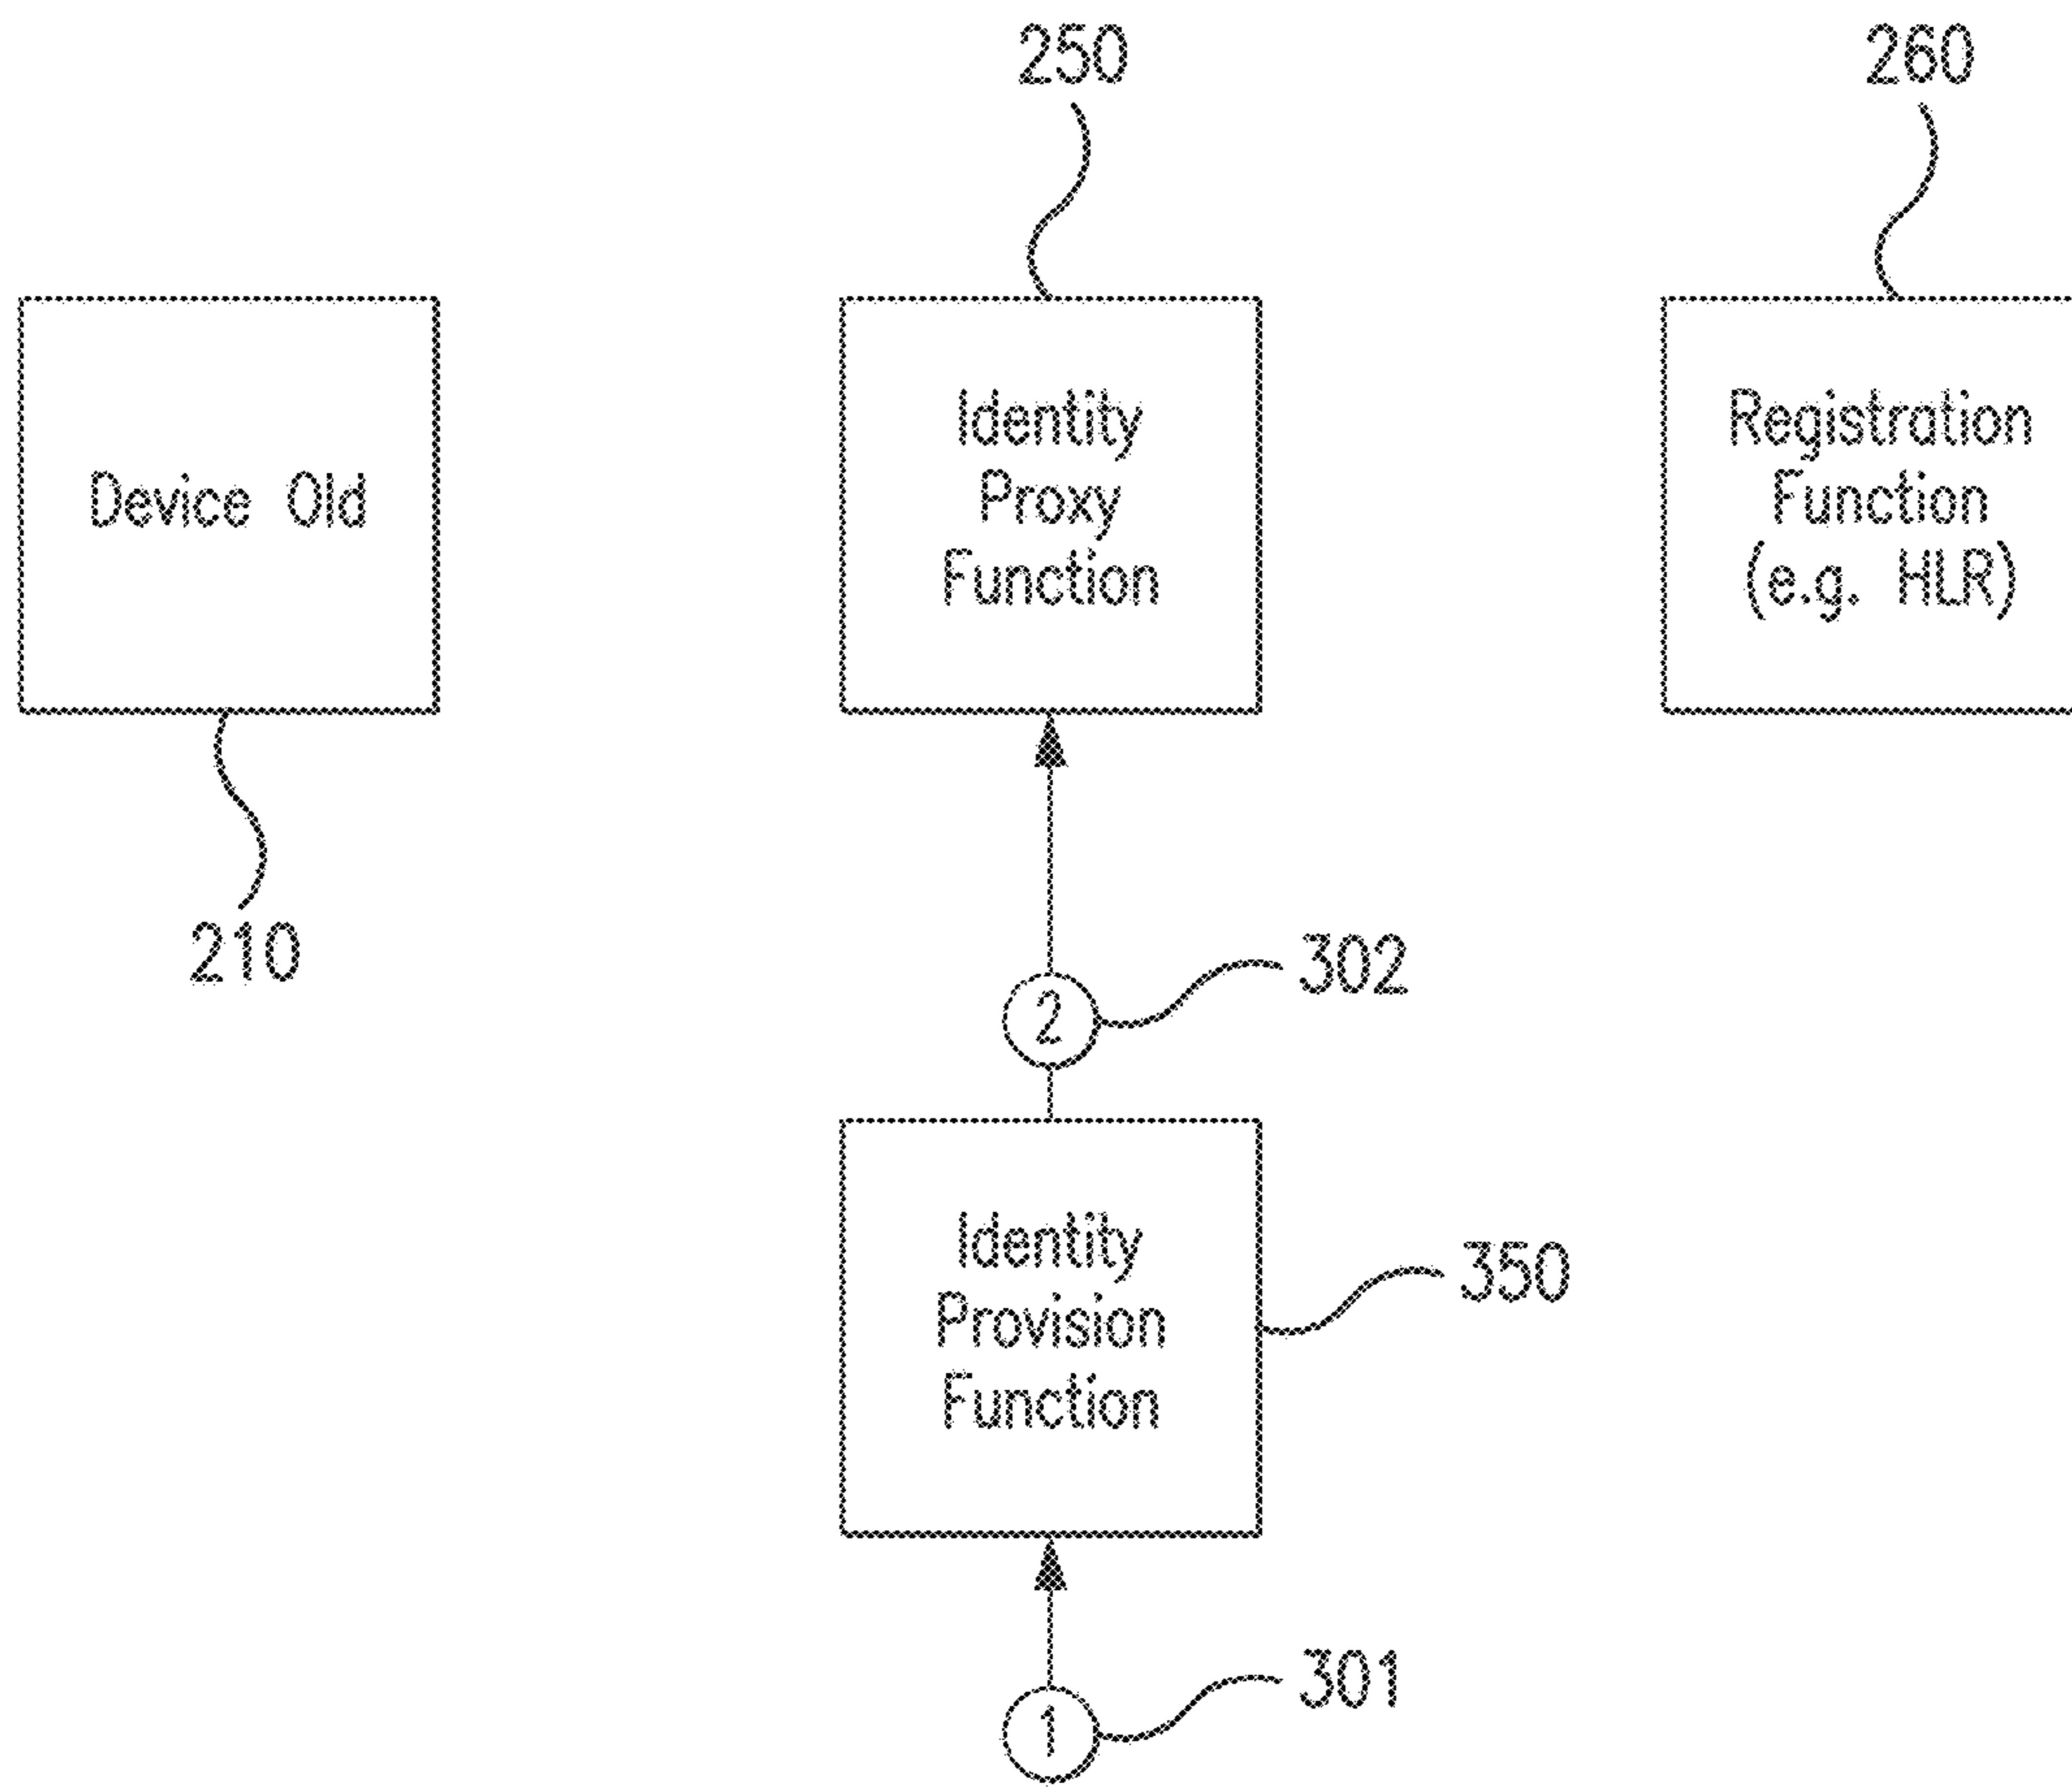 250
260
Device Old
Identity
Proxy
Function
Registration
Function
(e.g. HLR)
210
302
2
Identity
Provision
Function
350
301
1